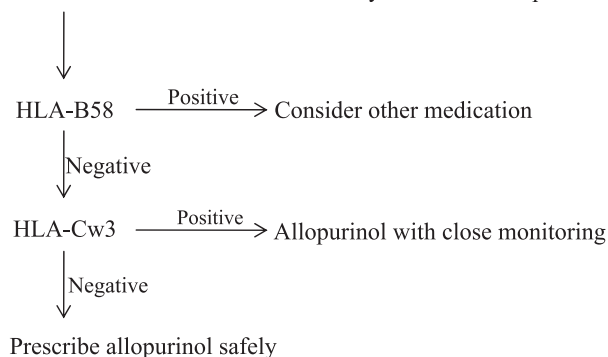 HLA-B58
Positive
Consider other medication
Negative
HLA-Cw3
Positive
Allopurinol with close monitoring
Negative
Prescribe allopurinol safely